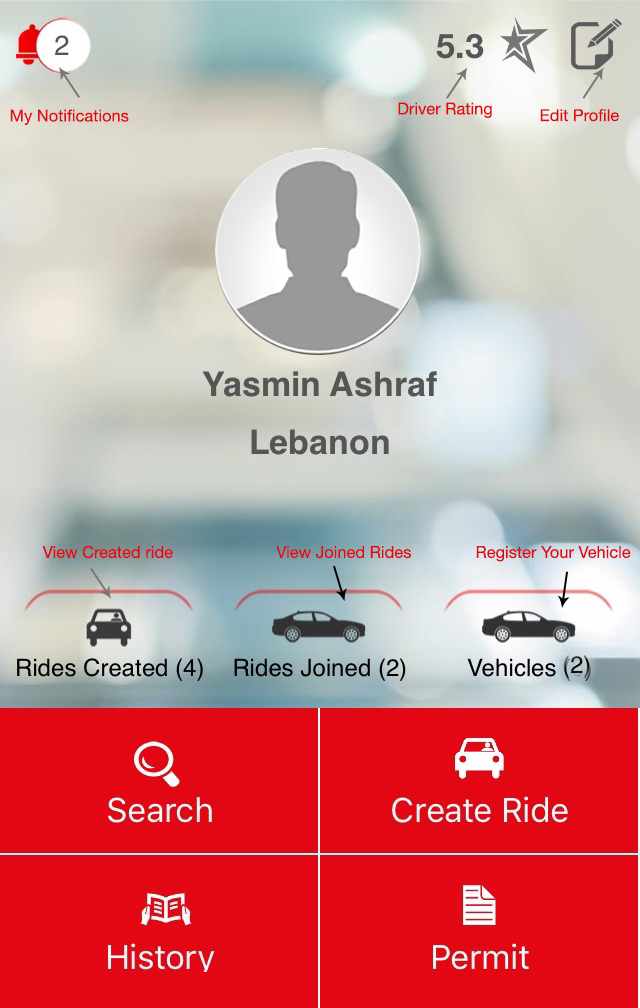 2
5.3
My Notifications
Driver Rating
Edit Profile
Yasmin Ashraf
Lebanon
View Created ride
View Joined Rides
Register Your Vehicle
Rides Created (4)
Rides Joined (2)
Vehicles (2)
Search
Create Ride
History
Permit